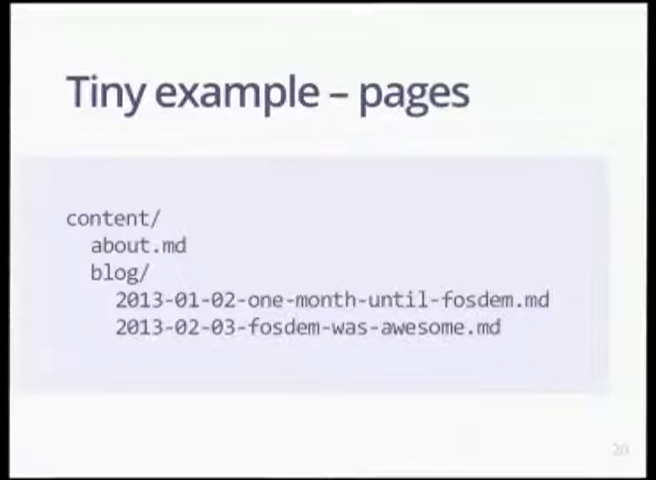 Tiny example – pages
content/
about.md
blog/
2013-01-02-one-month-until-fosdem.md
2013-02-03-fosdem-was-awesome.md
20